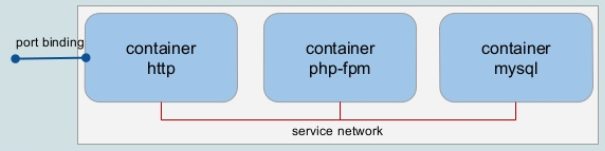 port binding
container
http
container
php-fpm
container
mysql
service network